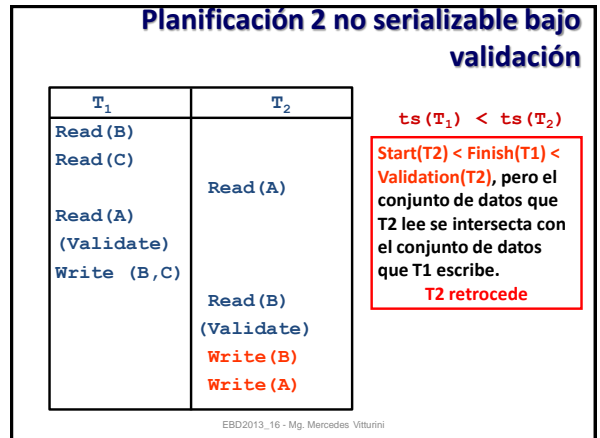 Planificación 2 no serializable bajo
validación
T1 T2
Read(B)
Read(C)
Read(A)
Read(A)
(Validate)
Write (B,C)
Read(B)
(Validate)
Write(B)
Write(A)
ts(T1) < ts(T2)
Start(T2) < Finish(T1) <
Validation(T2), pero el
conjunto de datos que
T2 lee se intersecta con
el conjunto de datos
que T1 escribe.
T2 retrocede
EBD2013_16 - Mg. Mercedes Vitturini